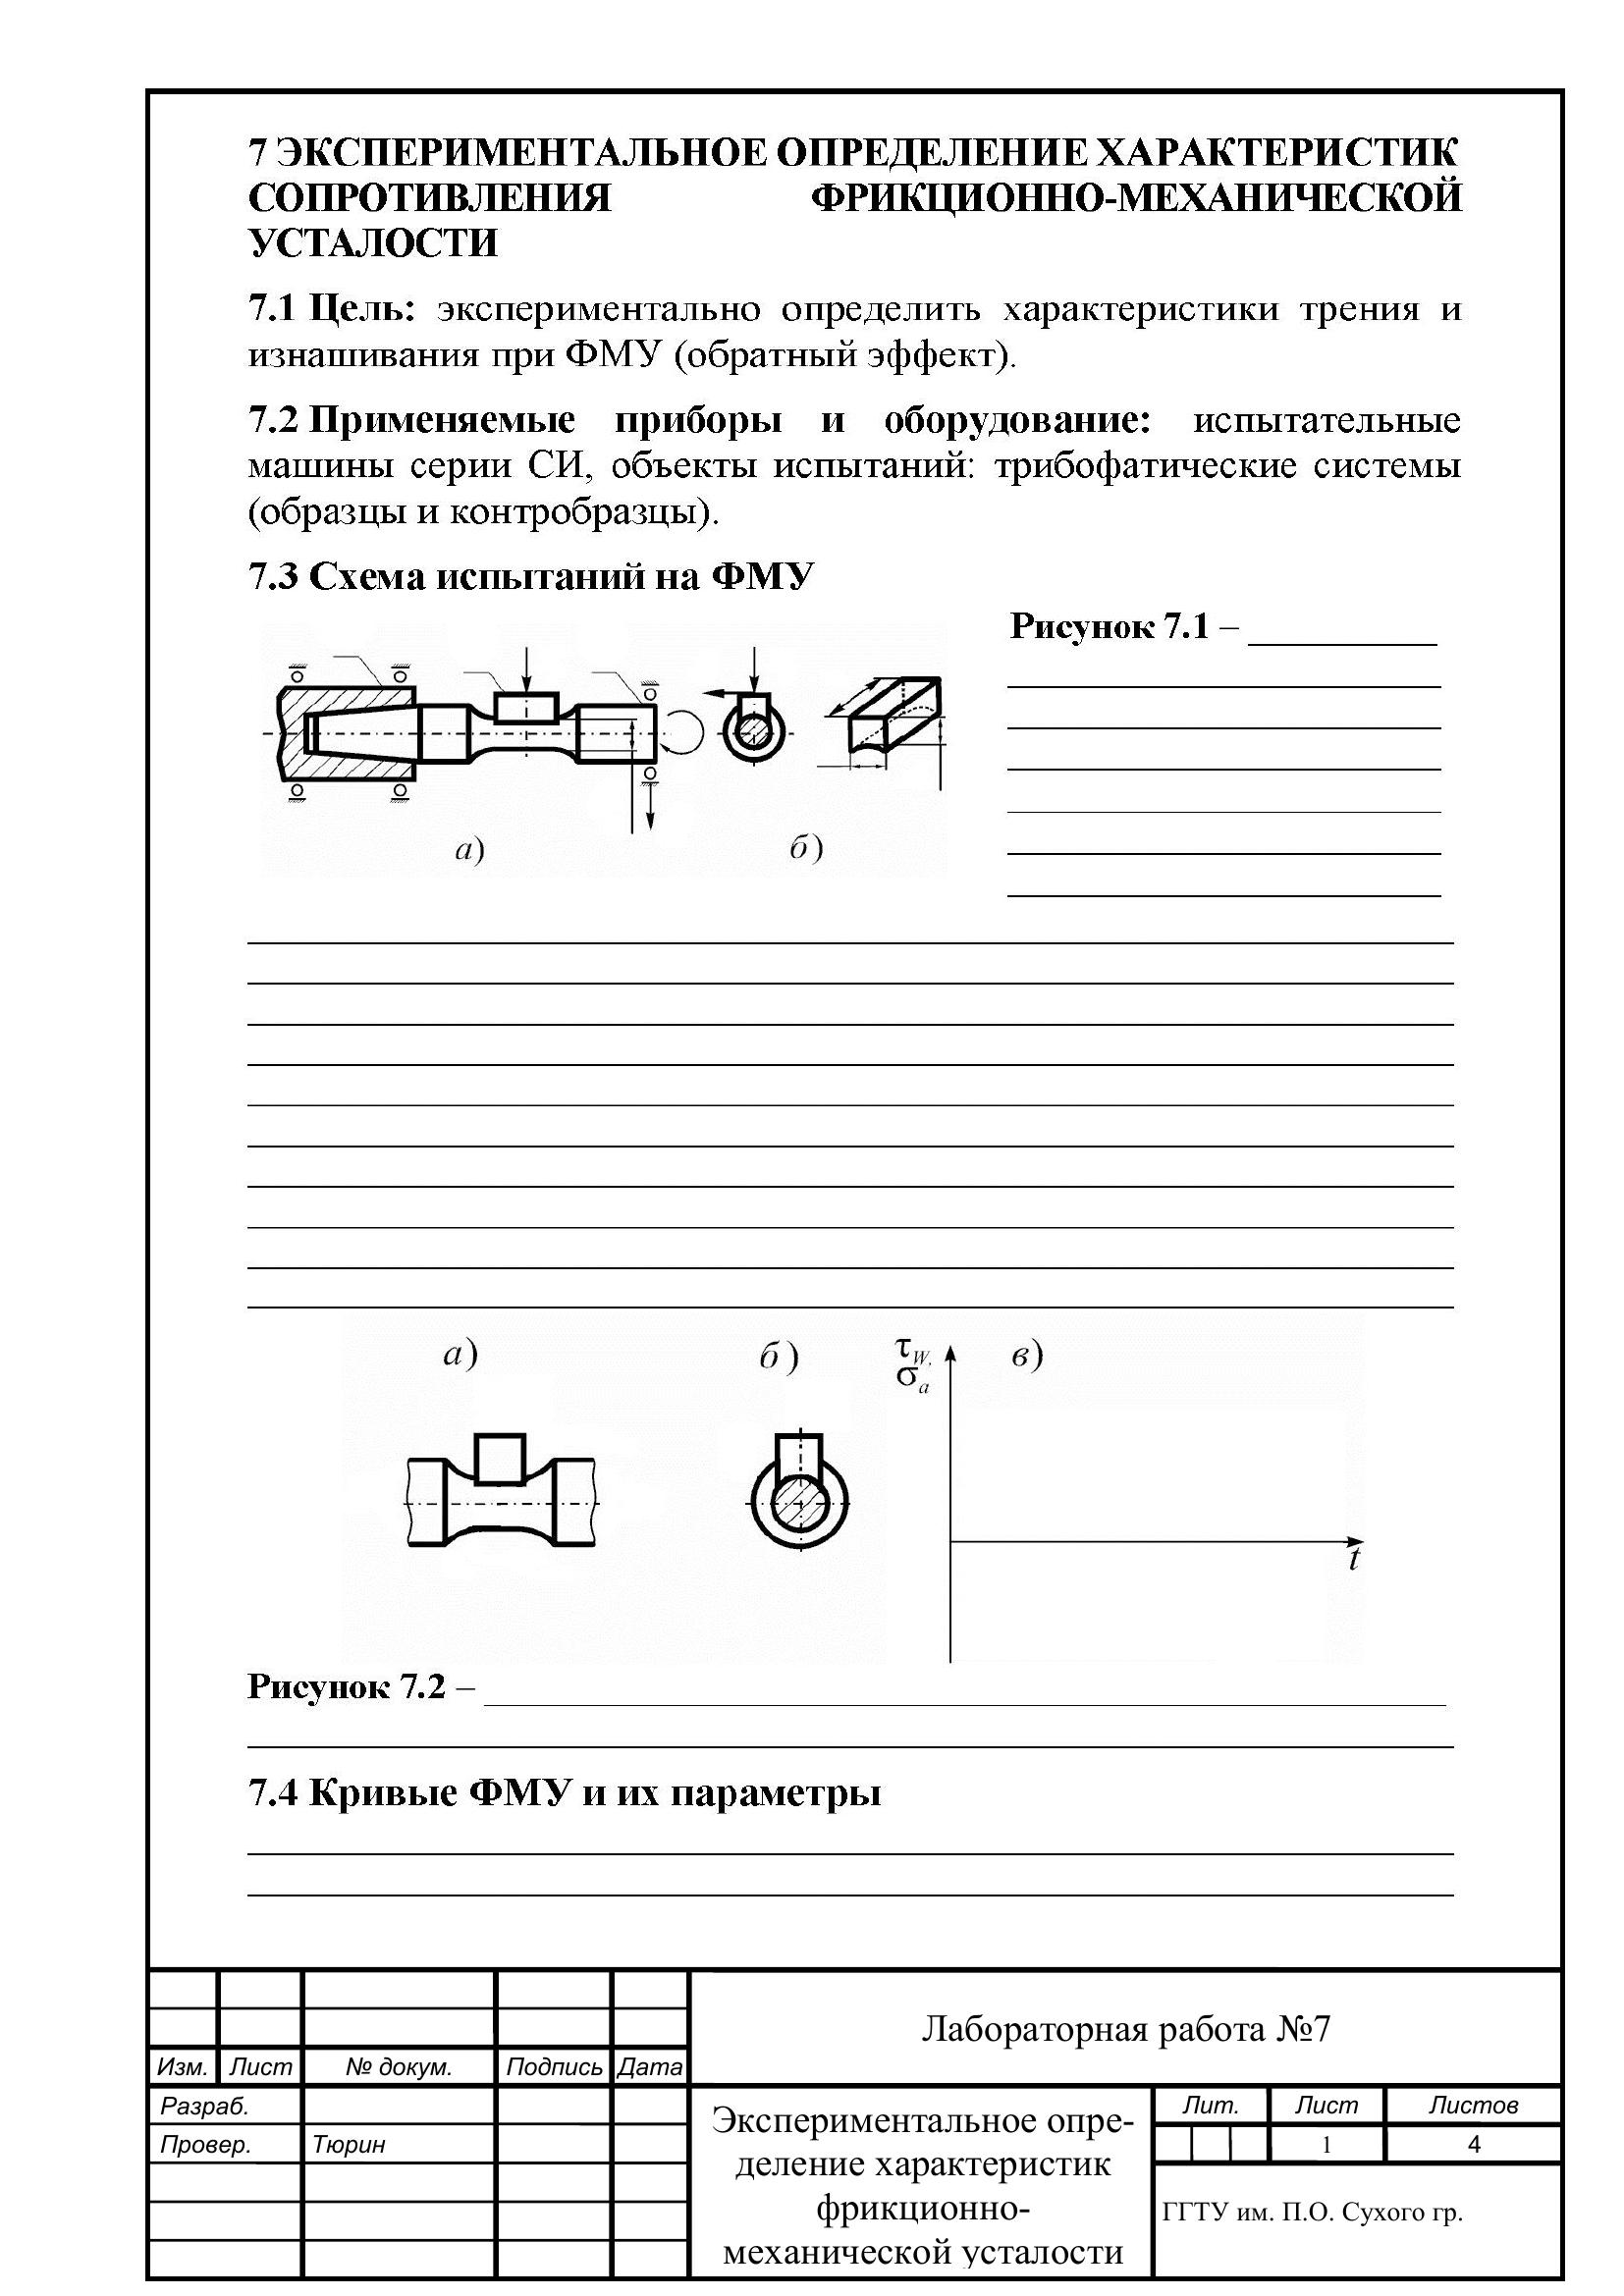 7 ЭКСПЕРИМЕНТАЛЬНОЕ ОПРЕДЕЛЕНИЕ ХАРАКТЕРИСТИК
СОПРОТИВЛЕНИЯ ФРИКЦИОННО-МЕХАНИЧЕСКОЙ
УСТАЛОСТИ
7.1 Цель: экспериментально определить характеристики трения и
изнашивания при ФМУ (обратный эффект).
7.2 Применяемые приборы и оборудование: испытательные
машины серии СИ, объекты испытаний: трибофатические системы
(образцы и контробразцы).
7.3 Схема испытаний на ФМУ
Рисунок 7.1 –
а) б)
а) б) τW, в)
σa
t
Рисунок 7.2 –
7.4 Кривые ФМУ и их параметры
Лабораторная работа №7
Изм. Лист № докум. Подпись Дата
Разраб.
Провер. Тюрин
Экспериментальное опре-
деление характеристик
фрикционно-
механической усталости
Лит. Лист Листов
1 4
ГГТУ им. П.О. Сухого гр.